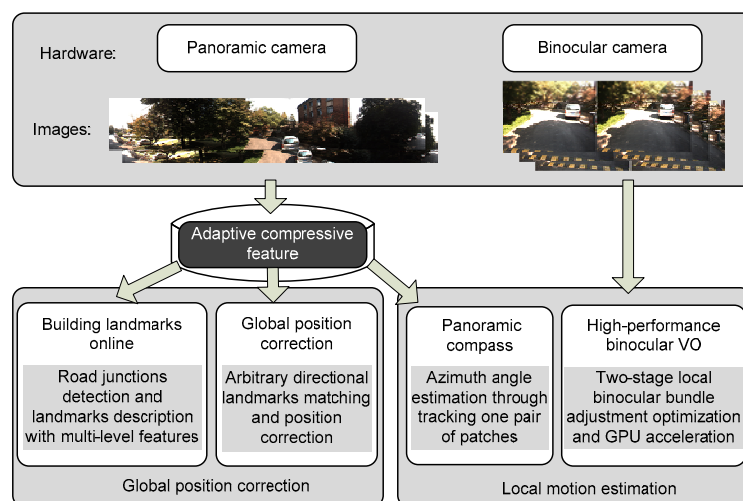 Hardware:
Panoramic camera
Binocular camera
Images:
Adaptive compressive
feature
Building landmarks
online
Road junctions
detection and
landmarks description
with multi-level features
Global position
correction
Arbitrary directional
landmarks matching
and position
correction
Global position correction
Panoramic
compass
Azimuth angle
estimation through
tracking one pair
of patches
High-performance
binocular VO
Two-stage local
binocular bundle
adjustment optimization
and GPU acceleration
Local motion estimation